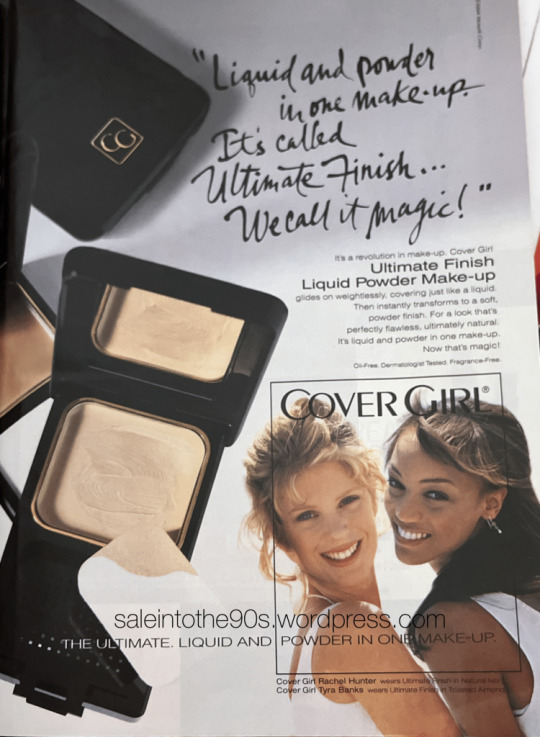 "Liquid and powder
in one make-up.
It's called
Ultimate Finish...
We call it magic!"
It's a revolution in make-up. Cover Girl
Ultimate Finish
Liquid Powder Make-up
glides on weightlessly, covering just like a liquid.
Then instantly transforms to a soft,
powder finish. For a look that's
perfectly flawless, ultimately natural.
It's liquid and powder in one make-up.
Now that's magic!
Oil-Free. Dermatologist Tested. Fragrance-Free.
CG
COVER GIRL®
saleintothe90s.wordpress.com
THE ULTIMATE. LIQUID AND POWDER IN ONE MAKE-UP.
Cover Girl Rachel Hunter wears Ultimate Finish in Natural
Cover Girl Tyra Banks wears Ultimate Finish in Toasted Almond